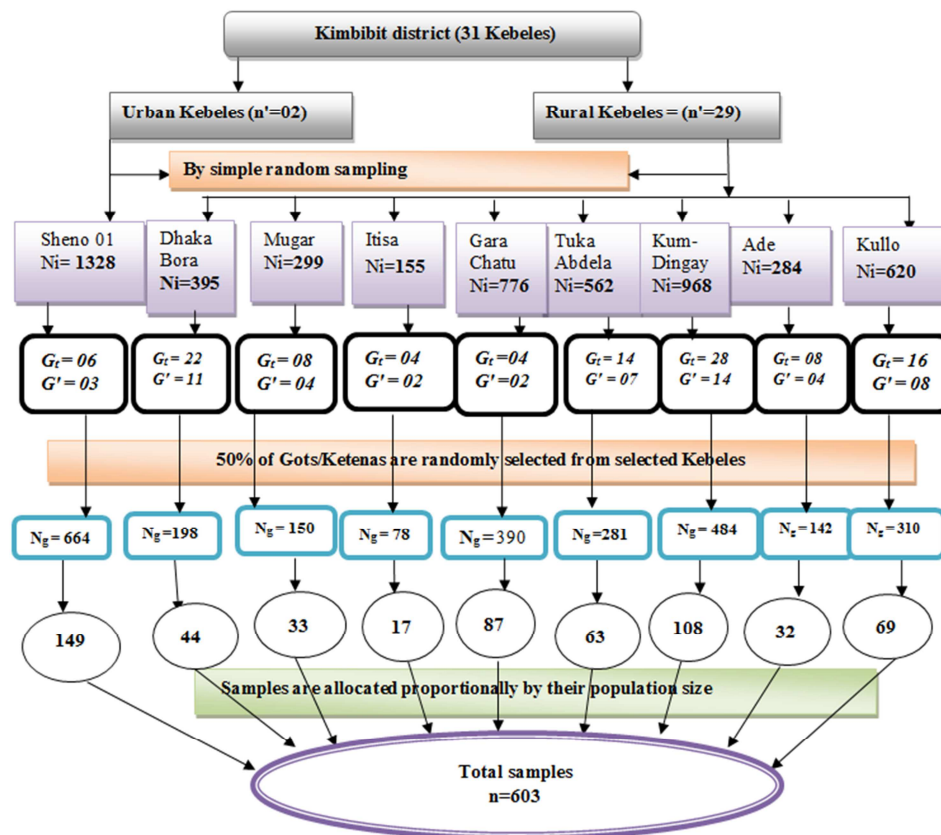 Kimbibit district (31 Kebeles)
Urban Kebeles (n'=02)
Rural Kebeles = (n'=29)
By simple random sampling
Sheno 01
Ni= 1328
Dhaka
Bora
Ni=395
Mugar
Ni=299
Itisa
Ni=155
Gara
Chatu
Ni=776
Tuka
Abdela
Ni=562
Kum-
Dingay
Ni=968
Ade
Ni=284
Kullo
Ni=620
Gt = 06
G' = 03
Gt = 22
G' = 11
Gt = 08
G' = 04
Gt = 04
G' = 02
Gt =04
G' = 02
Gt = 14
G' = 07
Gt = 28
G' = 14
Gt = 08
G' = 04
Gt = 16
G' = 08
50% of Gots/Ketenas are randomly selected from selected Kebeles
Ng = 664
Ng =198
Ng = 150
Ng = 78
Ng = 390
Ng =281
Ng = 484
Ng =142
Ng = 310
149
44
33
17
87
63
108
32
69
Samples are allocated proportionally by their population size
Total samples
n=603